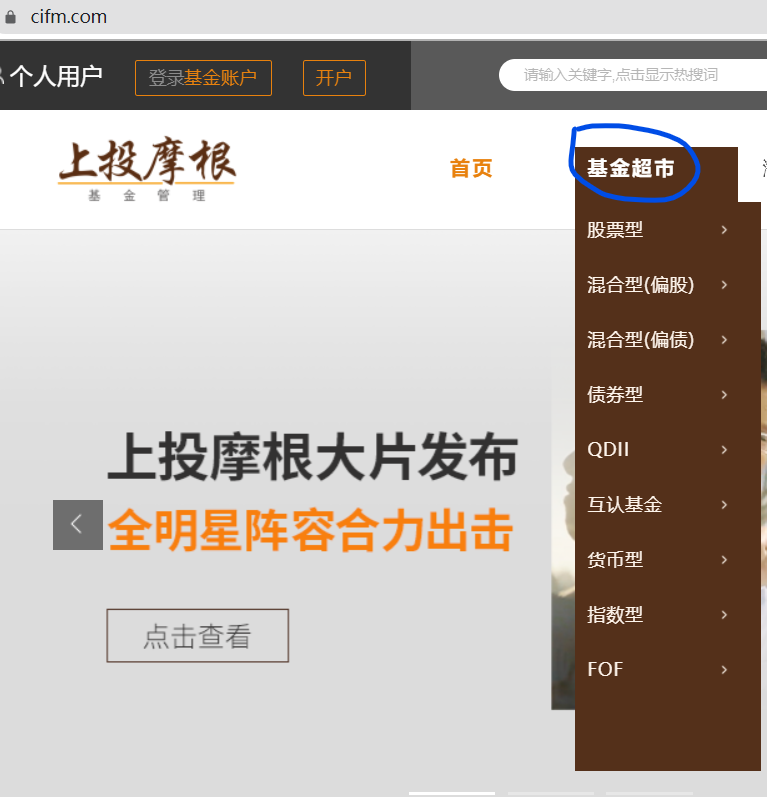 cifm.com
个人用户
登录基金账户
开户
请输入关键字,点击显示热搜词
上投摩根
基金管理
首页
基金超市
股票型
混合型(偏股)
混合型(偏债)
债券型
QDII
互认基金
货币型
指数型
FOF
上投摩根大片发布
全明星阵容合力出击
点击查看